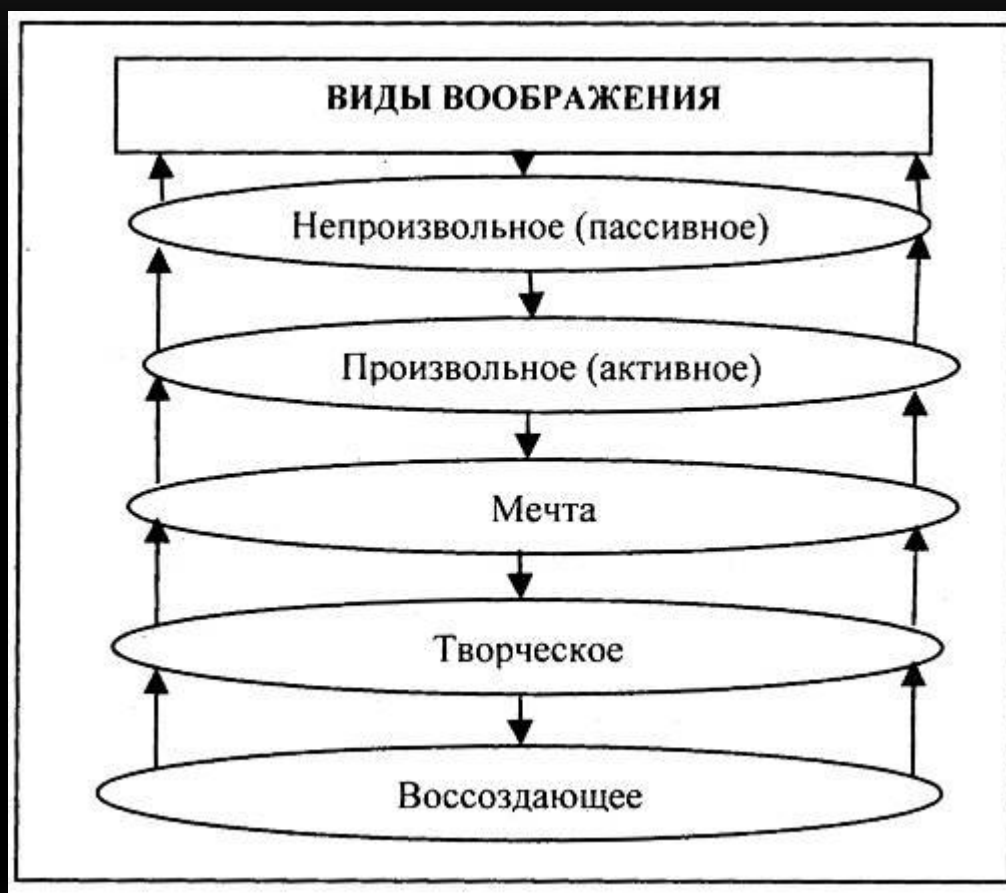 ВИДЫ ВООБРАЖЕНИЯ
Непроизвольное (пассивное)
Произвольное (активное)
Мечта
Творческое
Воссоздающее